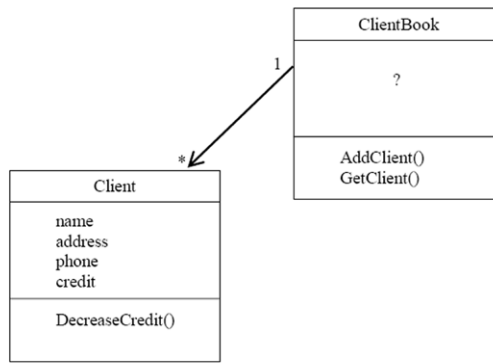 ClientBook
?
AddClient()
GetClient()
1
*
Client
name
address
phone
credit
DecreaseCredit()